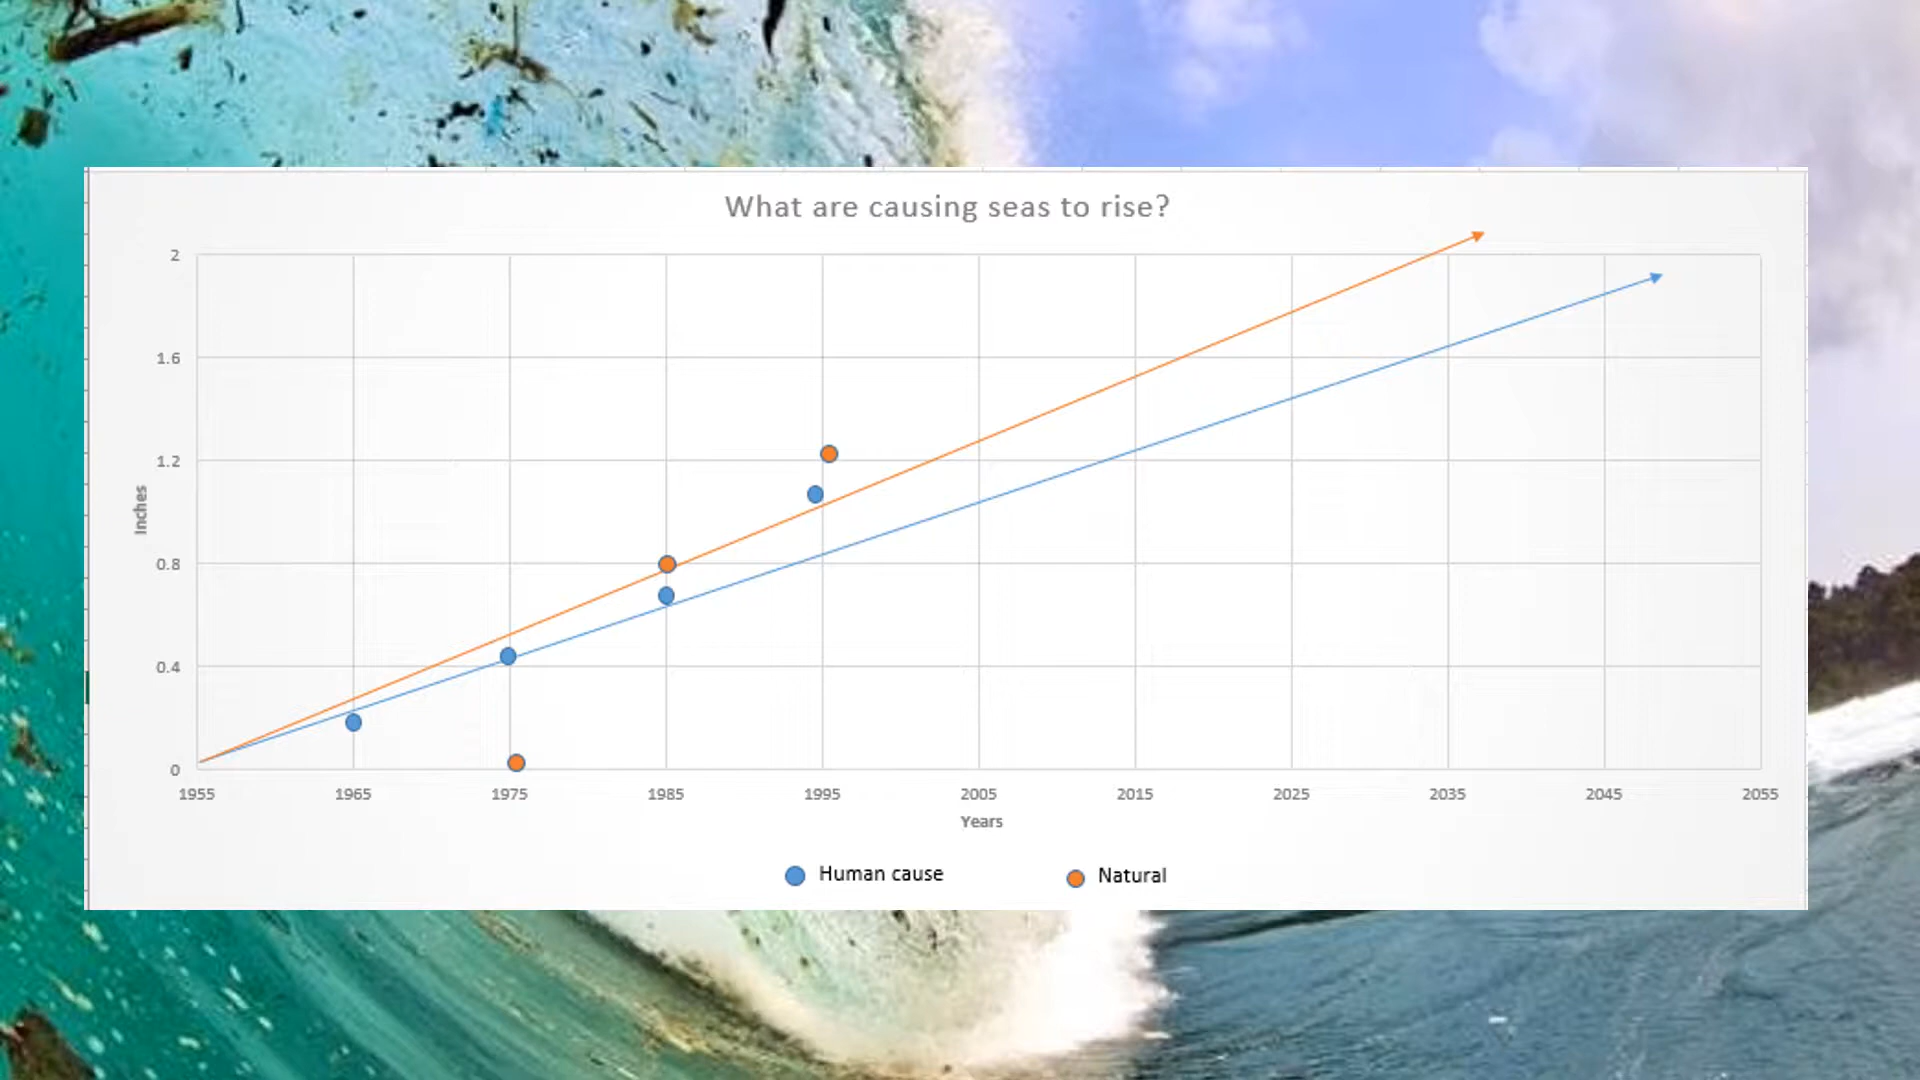 What are causing seas to rise?
2
1.6
1.2
0.8
0.4
0
Inches
1955 1965 1975 1985 1995 2005 2015 2025 2035 2045 2055
Years
Human cause Natural